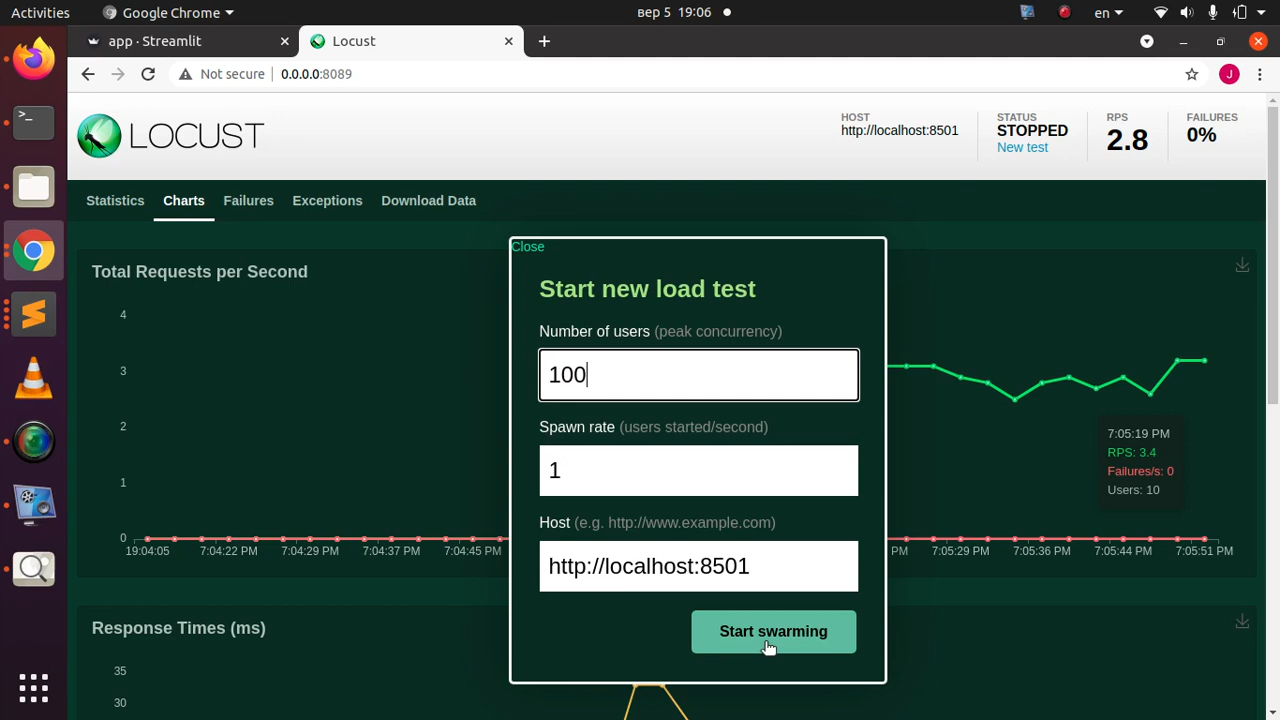 Activities
Google Chrome
вер 5 19:06
en
app · Streamlit
Locust
Not secure
0.0.0.0:8089
J
LOCUST
HOST
http://localhost:8501
STATUS
STOPPED
New test
RPS
2.8
FAILURES
0%
Statistics
Charts
Failures
Exceptions
Download Data
Total Requests per Second
4
3
2
1
0
19:04:05
7:04:22 PM
7:04:29 PM
7:04:37 PM
7:04:45 PM
PM
7:05:29 PM
7:05:36 PM
7:05:44 PM
7:05:51 PM
7:05:19 PM
RPS: 3.4
Failures/s: 0
Users: 10
Close
Start new load test
Number of users (peak concurrency)
100
Spawn rate (users started/second)
1
Host (e.g. http://www.example.com)
http://localhost:8501
Start swarming
Response Times (ms)
35
30